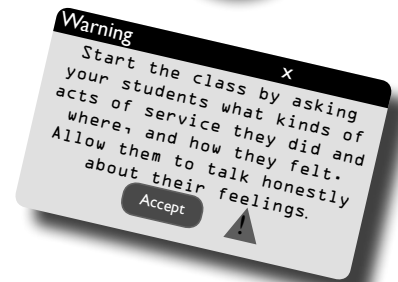 Warning
x
Start the class by asking
your students what kinds of
acts of service they did and
where, and how they felt.
Allow them to talk honestly
about their feelings.
Accept
!